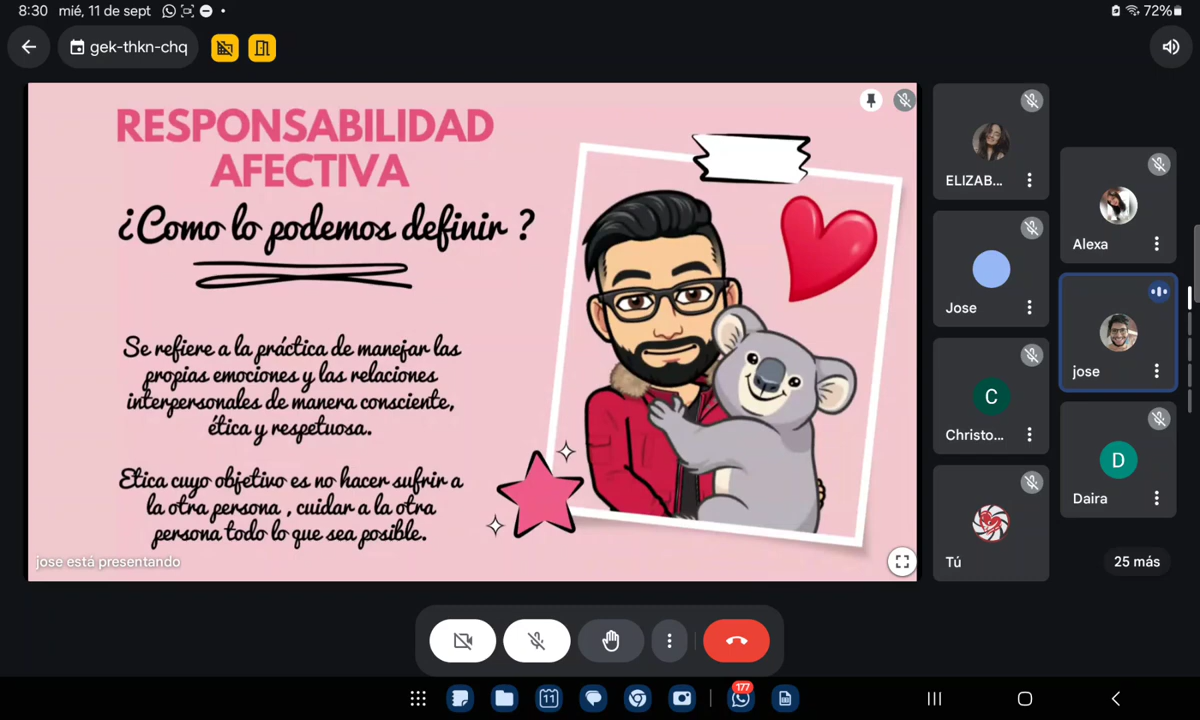 8:30 mié, 11 de sept
72%
gek-thkn-chq
RESPONSABILIDAD
AFECTIVA
¿Como lo podemos definir ?
Se refiere a la práctica de manejar las
propias emociones y las relaciones
interpersonales de manera consciente,
ética y respetuosa.
Etica cuyo objetivo es no hacer sufrir a
la otra persona , cuidar a la otra
persona todo lo que sea posible.
jose está presentando
ELIZAB...
Alexa
Jose
jose
C
Christo...
D
Daira
Tú
25 más
11
177